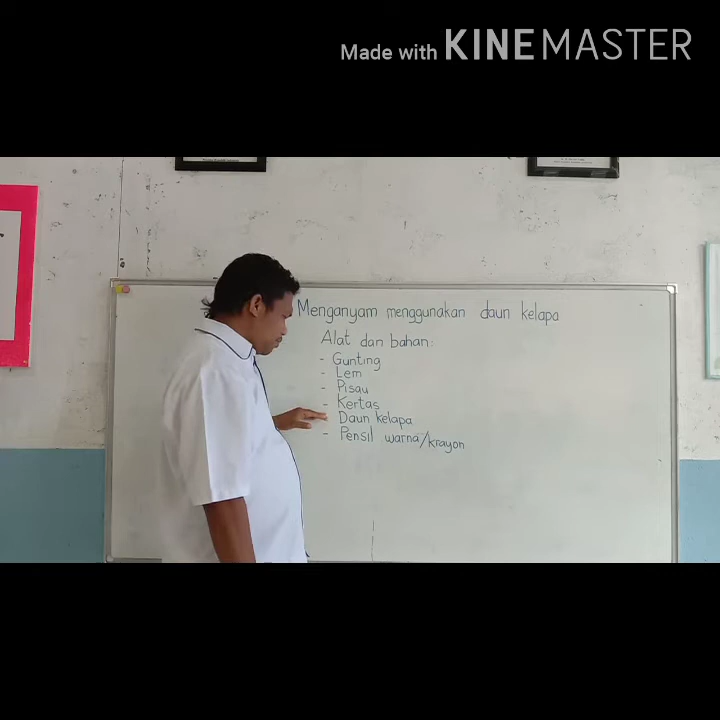 Made with KINEMASTER
Menganyam menggunakan daun kelapa
Alat dan bahan:
- Gunting
- Lem
- Pisau
- Kertas
Daun kelapa
- Pensil warna/krayon